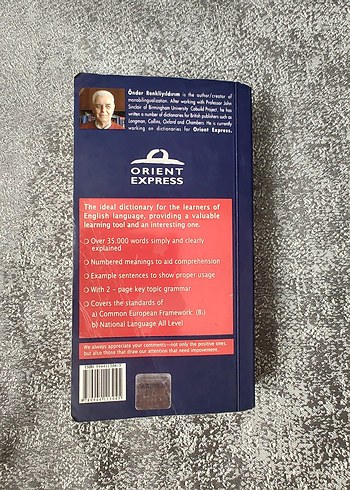 Önder Renkliyıldırım is the author/creator of
monobilingualization. After working with Professor John
Sinclair of Birmingham University Cobuild Project, he has
written a number of dictionaries for British publishers such as
Longman, Collins, Oxford and Chambers. He is currently
working on dictionaries for Orient Express.
ORIENT
EXPRESS
The ideal dictionary for the learners of
English language, providing a valuable
learning tool and an interesting one.
Over 35.000 words simply and clearly
explained
Numbered meanings to aid comprehension
Example sentences to show proper usage
With 2 - page key topic grammar
Covers the standards of
a) Common European Framework: (B1)
b) National Language All Level
We always appreciate your comments—not only the positive ones,
but also those that draw our attention that need improvement.